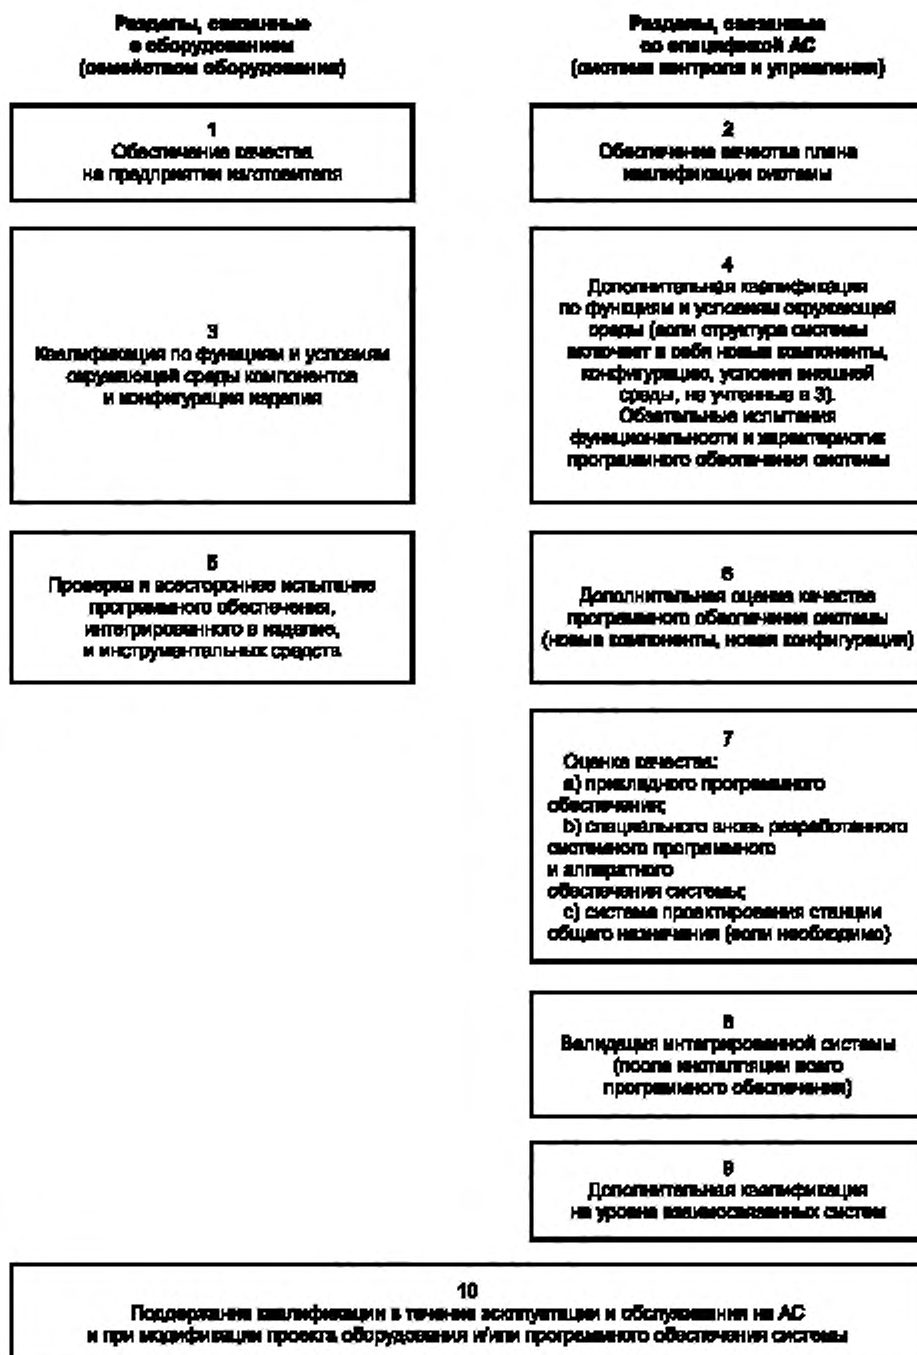 Разделы, связанные
с оборудованием
(семейством оборудования)
Разделы, связанные
со спецификой АС
(система контроля и управления)
1
Обеспечение качества
на предприятии изготовителя
2
Обеспечение качества плана
квалификации системы
3
Квалификация по функциям и условиям
окружающей среды компонентов
и конфигурация изделия
4
Дополнительная квалификация
по функциям и условиям окружающей
среды (если структура системы
включает в себя новые компоненты,
конфигурацию, условия внешней
среды, не учтенные в 3).
Обязательные испытания
функциональности и характеристик
программного обеспечения системы
5
Проверка и всестороннее испытание
программного обеспечения,
интегрированного в изделие,
и инструментальных средств
6
Дополнительная оценка качества
программного обеспечения системы
(новые компоненты, новая конфигурация)
7
Оценка качества:
a) прикладного программного
обеспечения;
b) специального вновь разработанного
системного программного
и аппаратного
обеспечения системы;
c) система проектирования станции
общего назначения (если необходимо)
8
Валидация интегрированной системы
(после инсталляции всего
программного обеспечения)
9
Дополнительная квалификация
на уровне взаимосвязанных систем
10
Поддержание квалификации в течение эксплуатации и обслуживания на АС
и при модификации проекта оборудования и/или программного обеспечения системы